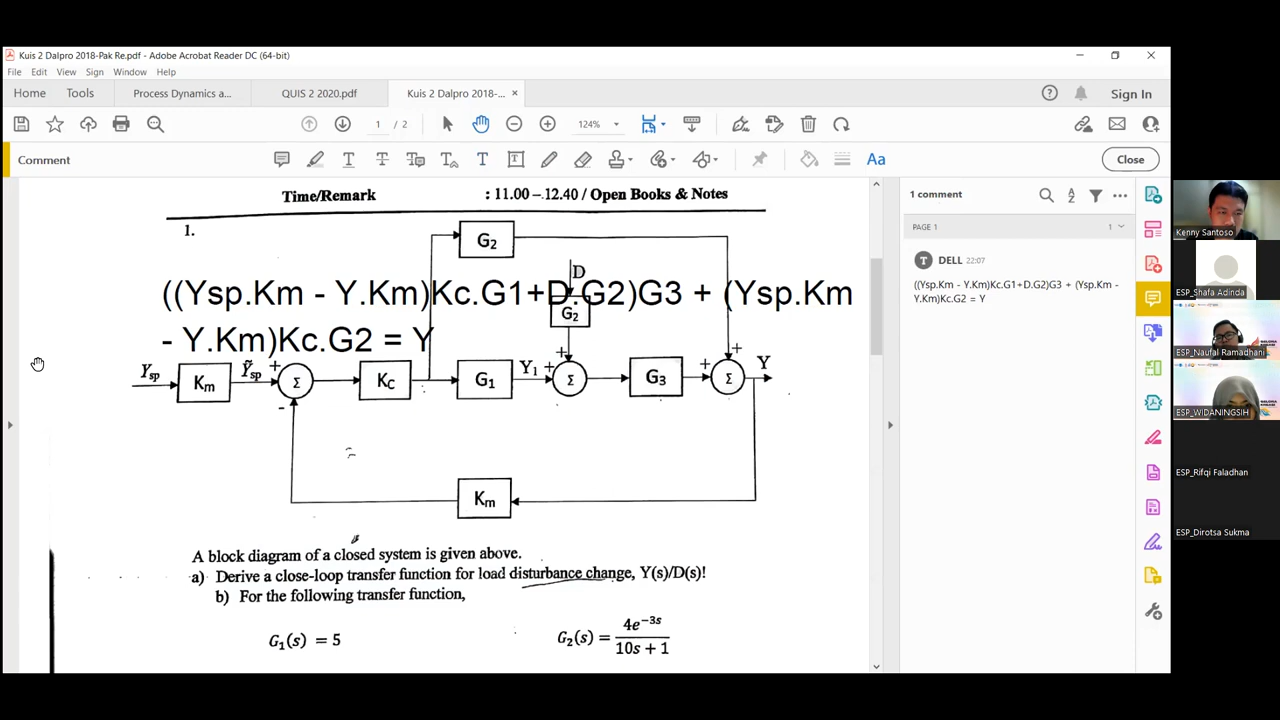 Kuis 2 Dalpro 2018-Pak Re.pdf - Adobe Acrobat Reader DC (64-bit)
File Edit View Sign Window Help
Home Tools Process Dynamics a... QUIS 2 2020.pdf Kuis 2 Dalpro 2018-... × Sign In
1 / 2 124%
Comment Aa Close
Time/Remark : 11.00 – 12.40 / Open Books & Notes
1.
G2
D
((Ysp.Km - Y.Km)Kc.G1+D.G2)G3 + (Ysp.Km
- Y.Km)Kc.G2 = Y
G2
Ysp Km Ỹsp + Σ KC G1 Y1 + + Σ G3 + + Σ Y
-
Km
A block diagram of a closed system is given above.
a) Derive a close-loop transfer function for load disturbance change, Y(s)/D(s)!
b) For the following transfer function,
G1(s) = 5 G2(s) = 4e^-3s / 10s + 1
1 comment
PAGE 1 1
T DELL 22:07
((Ysp.Km - Y.Km)Kc.G1+D.G2)G3 + (Ysp.Km -
Y.Km)Kc.G2 = Y
Kenny Santoso
ESP_Shafa Adinda
ESP_Naufal Ramadhani
ESP_WIDANINGSIH
ESP_Rifqi Faladhan
ESP_Dirotsa Sukma